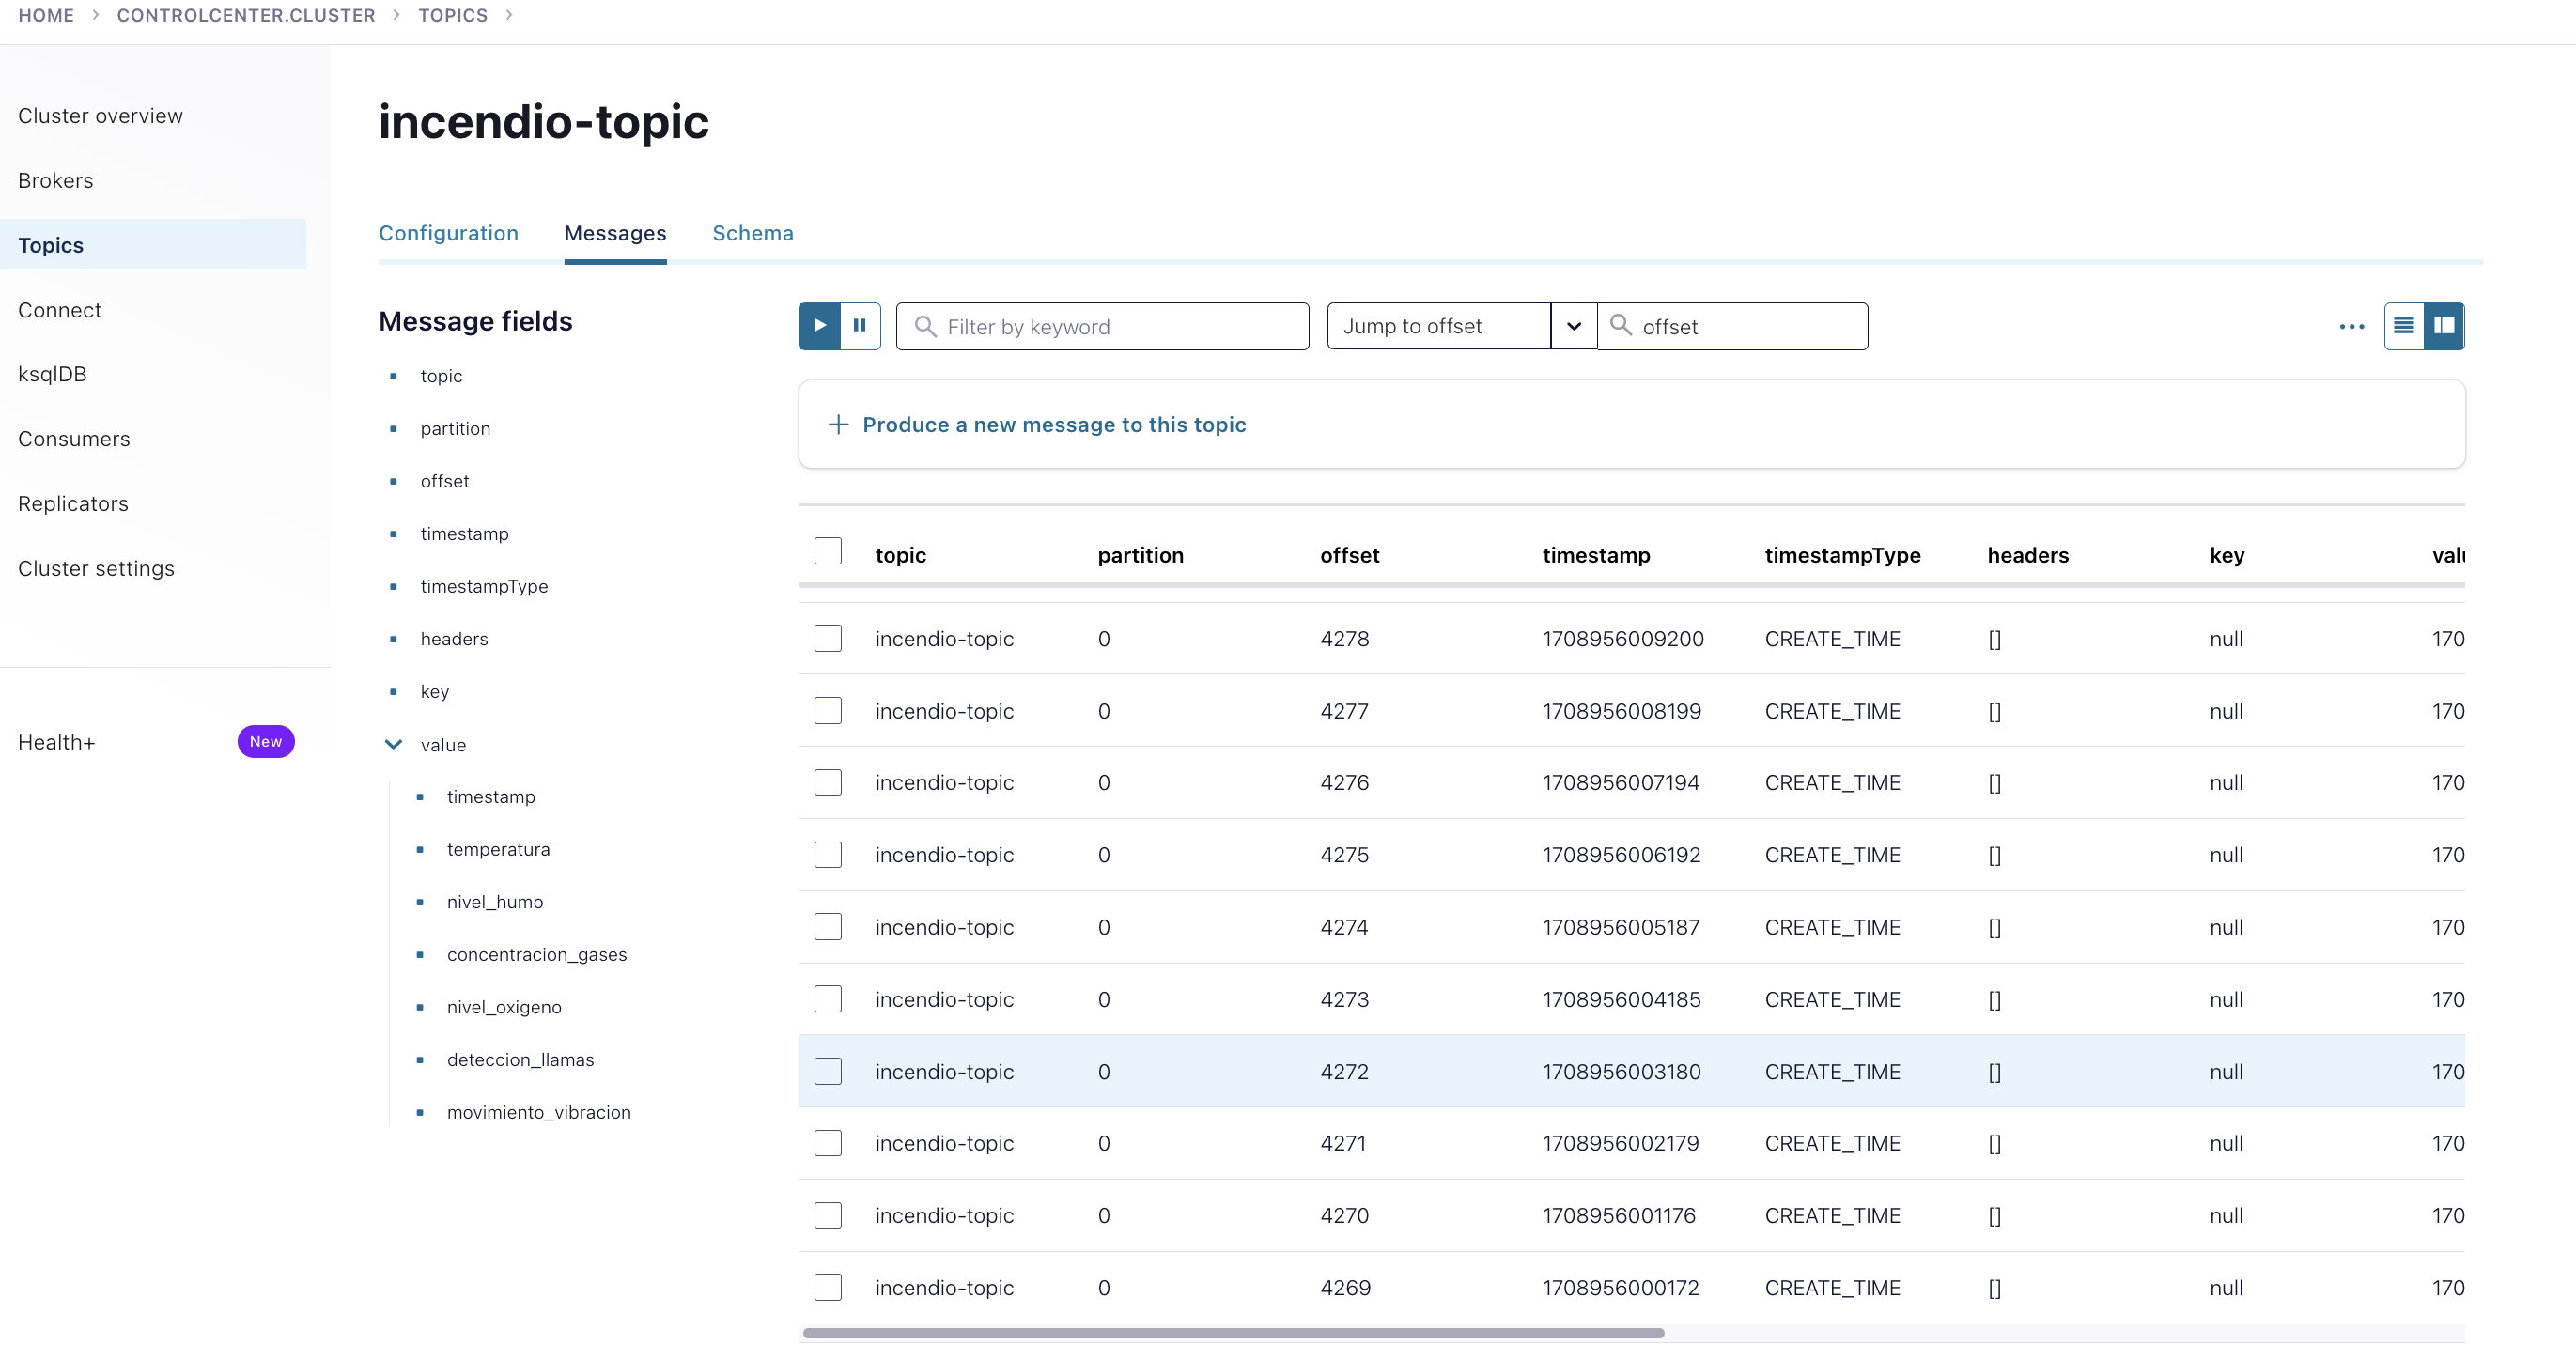 HOME > CONTROLCENTER.CLUSTER > TOPICS >
Cluster overview
Brokers
Topics
Connect
ksqlDB
Consumers
Replicators
Cluster settings
Health+ New
incendio-topic
Configuration Messages Schema
Message fields
topic
partition
offset
timestamp
timestampType
headers
key
value
timestamp
temperatura
nivel_humo
concentracion_gases
nivel_oxigeno
deteccion_llamas
movimiento_vibracion
Filter by keyword Jump to offset offset
Produce a new message to this topic
topic partition offset timestamp timestampType headers key valu
incendio-topic 0 4278 1708956009200 CREATE_TIME [] null 170
incendio-topic 0 4277 1708956008199 CREATE_TIME [] null 170
incendio-topic 0 4276 1708956007194 CREATE_TIME [] null 170
incendio-topic 0 4275 1708956006192 CREATE_TIME [] null 170
incendio-topic 0 4274 1708956005187 CREATE_TIME [] null 170
incendio-topic 0 4273 1708956004185 CREATE_TIME [] null 170
incendio-topic 0 4272 1708956003180 CREATE_TIME [] null 170
incendio-topic 0 4271 1708956002179 CREATE_TIME [] null 170
incendio-topic 0 4270 1708956001176 CREATE_TIME [] null 170
incendio-topic 0 4269 1708956000172 CREATE_TIME [] null 170